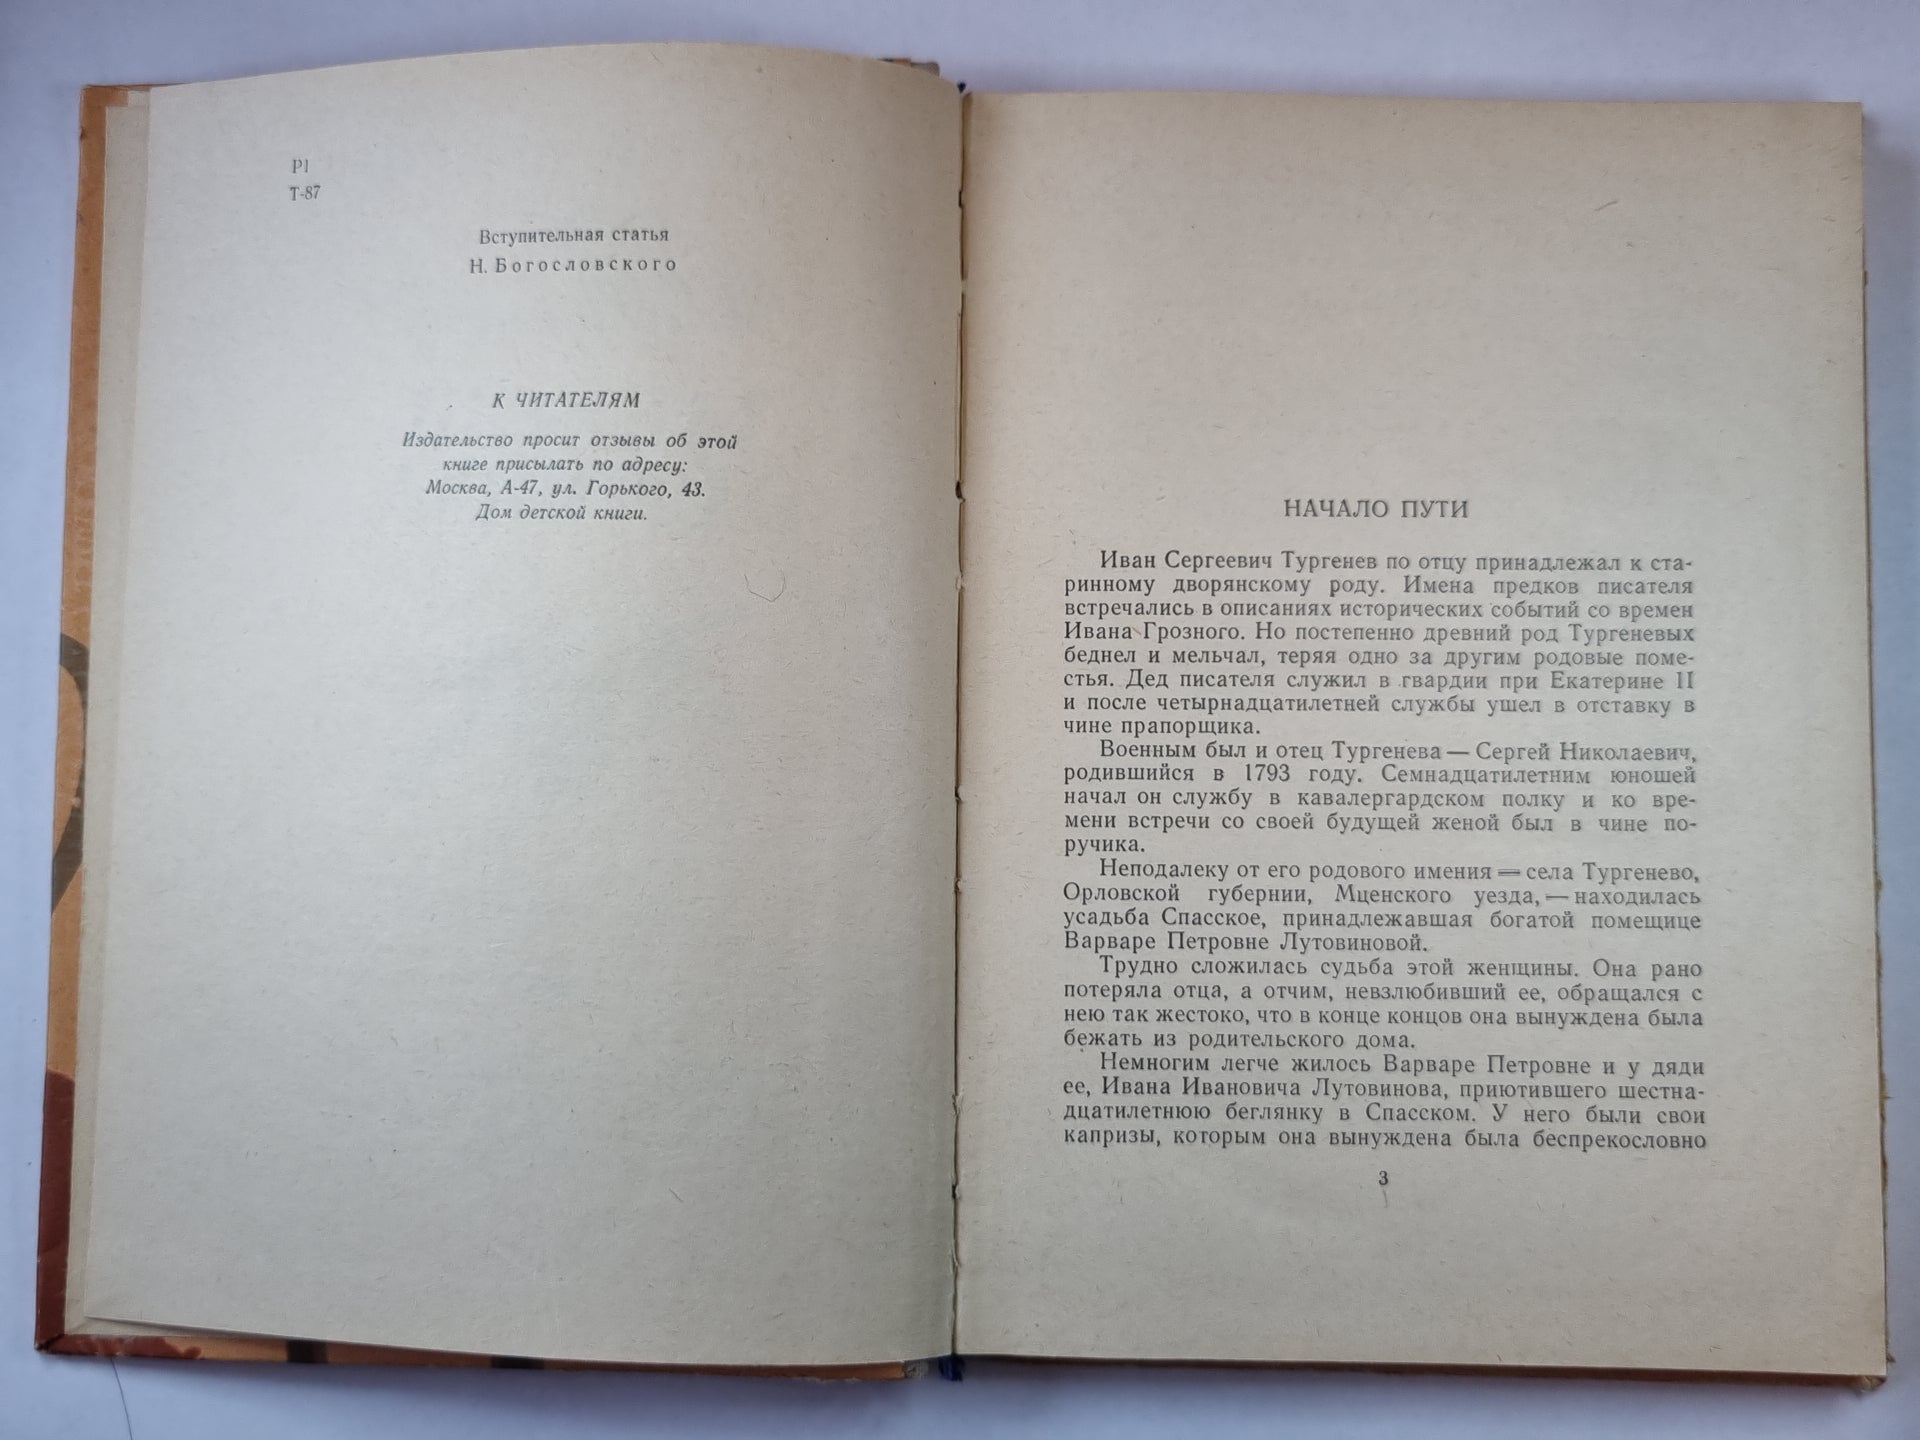 Р1
Т-87
Вступительная статья
Н. Богословского
К ЧИТАТЕЛЯМ
Издательство просит отзывы об этой
книге присылать по адресу:
Москва, А-47, ул. Горького, 43.
Дом детской книги.
НАЧАЛО ПУТИ
Иван Сергеевич Тургенев по отцу принадлежал к ста-
ринному дворянскому роду. Имена предков писателя
встречались в описаниях исторических событий со времен
Ивана Грозного. Но постепенно древний род Тургеневых
беднел и мельчал, теряя одно за другим родовые поме-
стья. Дед писателя служил в гвардии при Екатерине II
и после четырнадцатилетней службы ушел в отставку в
чине прапорщика.
Военным был и отец Тургенева — Сергей Николаевич,
родившийся в 1793 году. Семнадцатилетним юношей
начал он службу в кавалергардском полку и ко вре-
мени встречи со своей будущей женой был в чине по-
ручика.
Неподалеку от его родового имения — села Тургенево,
Орловской губернии, Мценского уезда, — находилась
усадьба Спасское, принадлежавшая богатой помещице
Варваре Петровне Лутовиновой.
Трудно сложилась судьба этой женщины. Она рано
потеряла отца, а отчим, невзлюбивший ее, обращался с
нею так жестоко, что в конце концов она вынуждена была
бежать из родительского дома.
Немногим легче жилось Варваре Петровне и у дяди
ее, Ивана Ивановича Лутовинова, приютившего шестна-
дцатилетнюю беглянку в Спасском. У него были свои
капризы, которым она вынуждена была беспрекословно
3